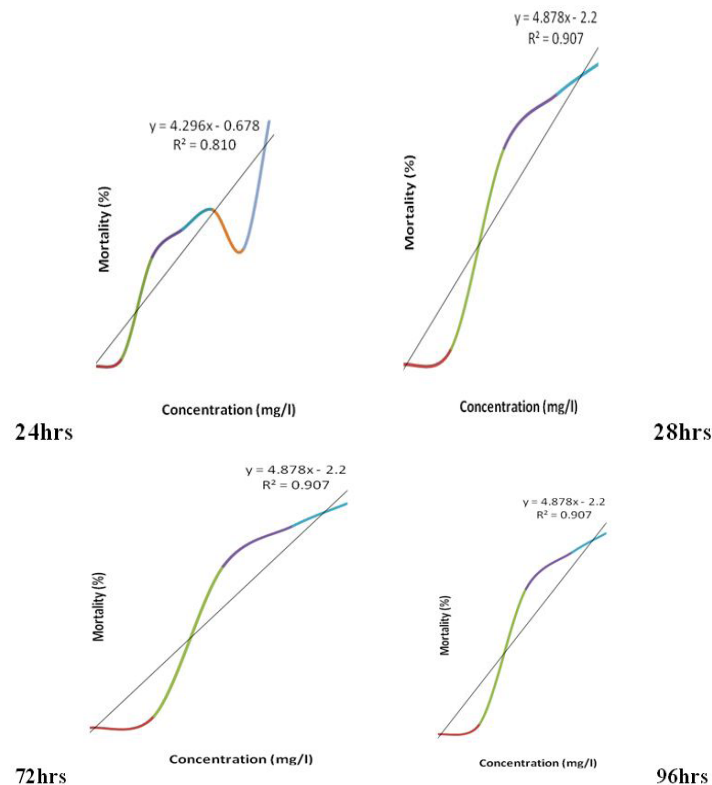 y = 4.296x - 0.678
R² = 0.810
Mortality (%)
Concentration (mg/l)
24hrs
y = 4.878x - 2.2
R² = 0.907
Mortality (%)
Concentration (mg/l)
28hrs
y = 4.878x - 2.2
R² = 0.907
Mortality (%)
Concentration (mg/l)
72hrs
y = 4.878x - 2.2
R² = 0.907
Mortality (%)
Concentration (mg/l)
96hrs